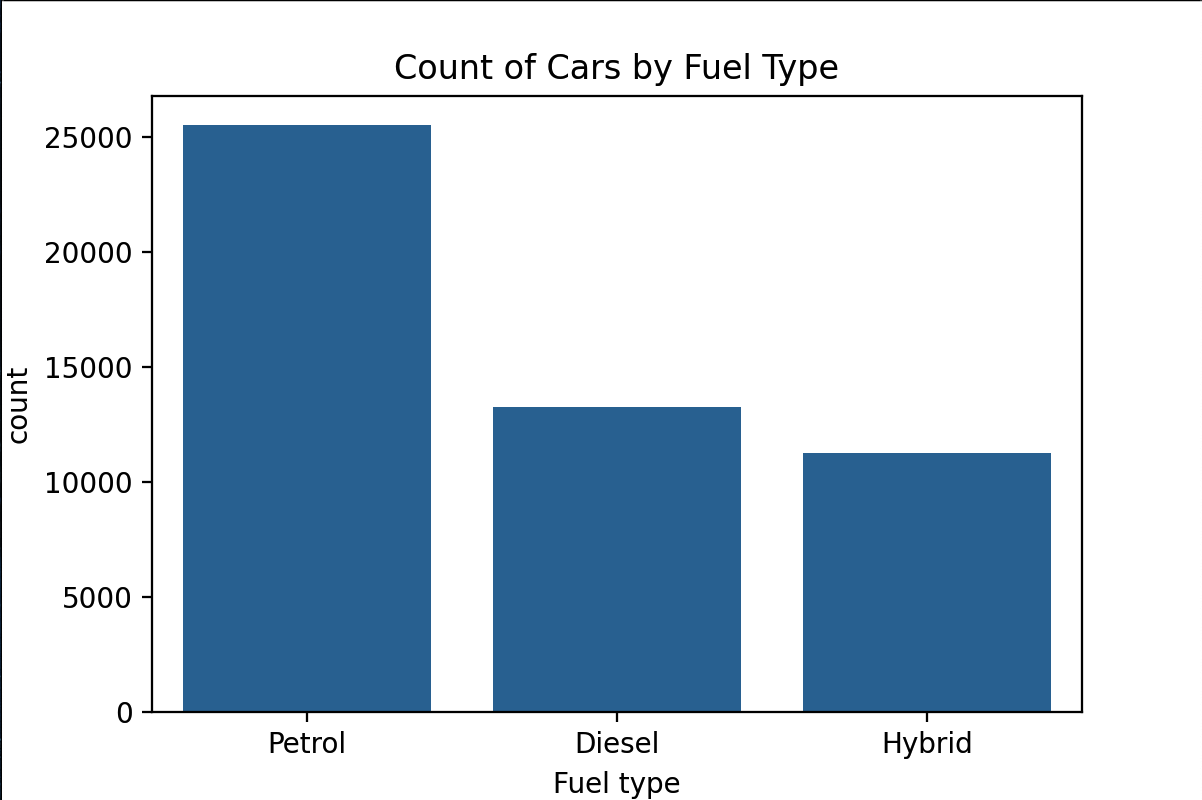 Count of Cars by Fuel Type
25000
20000
15000
10000
5000
0
count
Petrol Diesel Hybrid
Fuel type